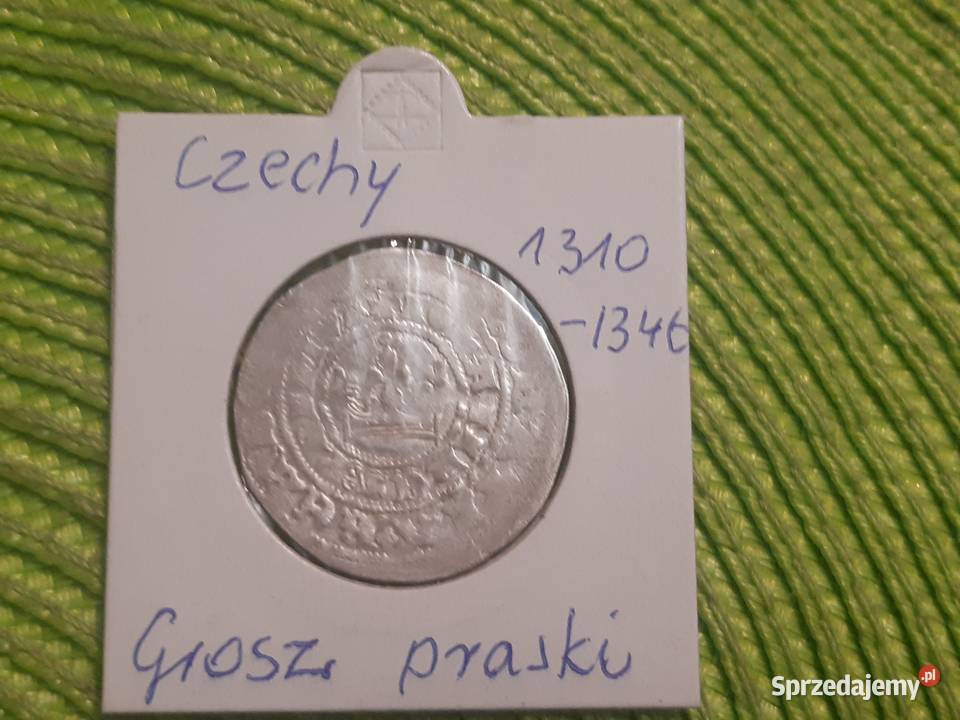 Czechy
1310
-1346
Grosz praski
Sprzedajemy.pl